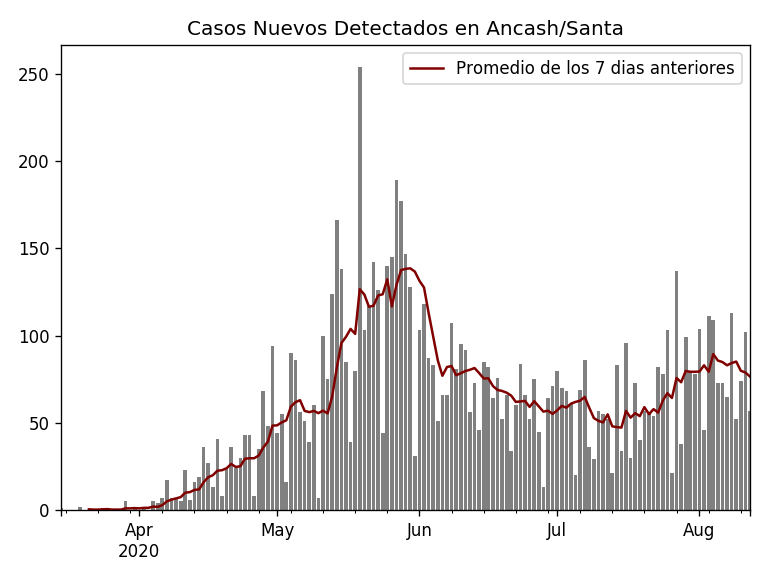 Casos Nuevos Detectados en Ancash/Santa
Promedio de los 7 dias anteriores
250
200
150
100
50
0
Apr
2020
May
Jun
Jul
Aug